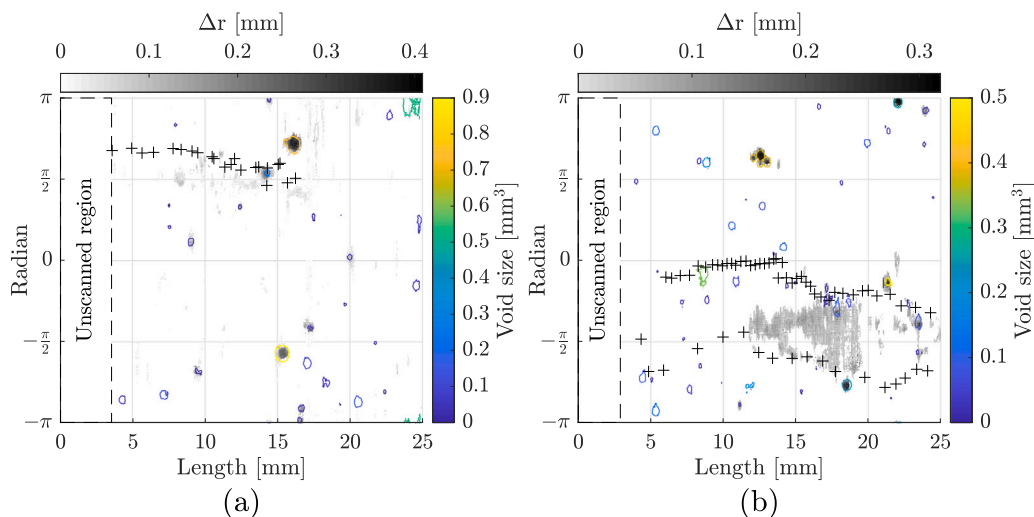 Δr [mm]
0 0.1 0.2 0.3 0.4
π
π/2
0
−π/2
−π
Radian
Unscanned region
0 5 10 15 20 25
Length [mm]
0.9
0.8
0.7
0.6
0.5
0.4
0.3
0.2
0.1
0
Void size [mm³]
(a)
Δr [mm]
0 0.1 0.2 0.3
π
π/2
0
−π/2
−π
Radian
Unscanned region
5 10 15 20 25
0
Length [mm]
0.5
0.4
0.3
0.2
0.1
0
Void size [mm³]
(b)